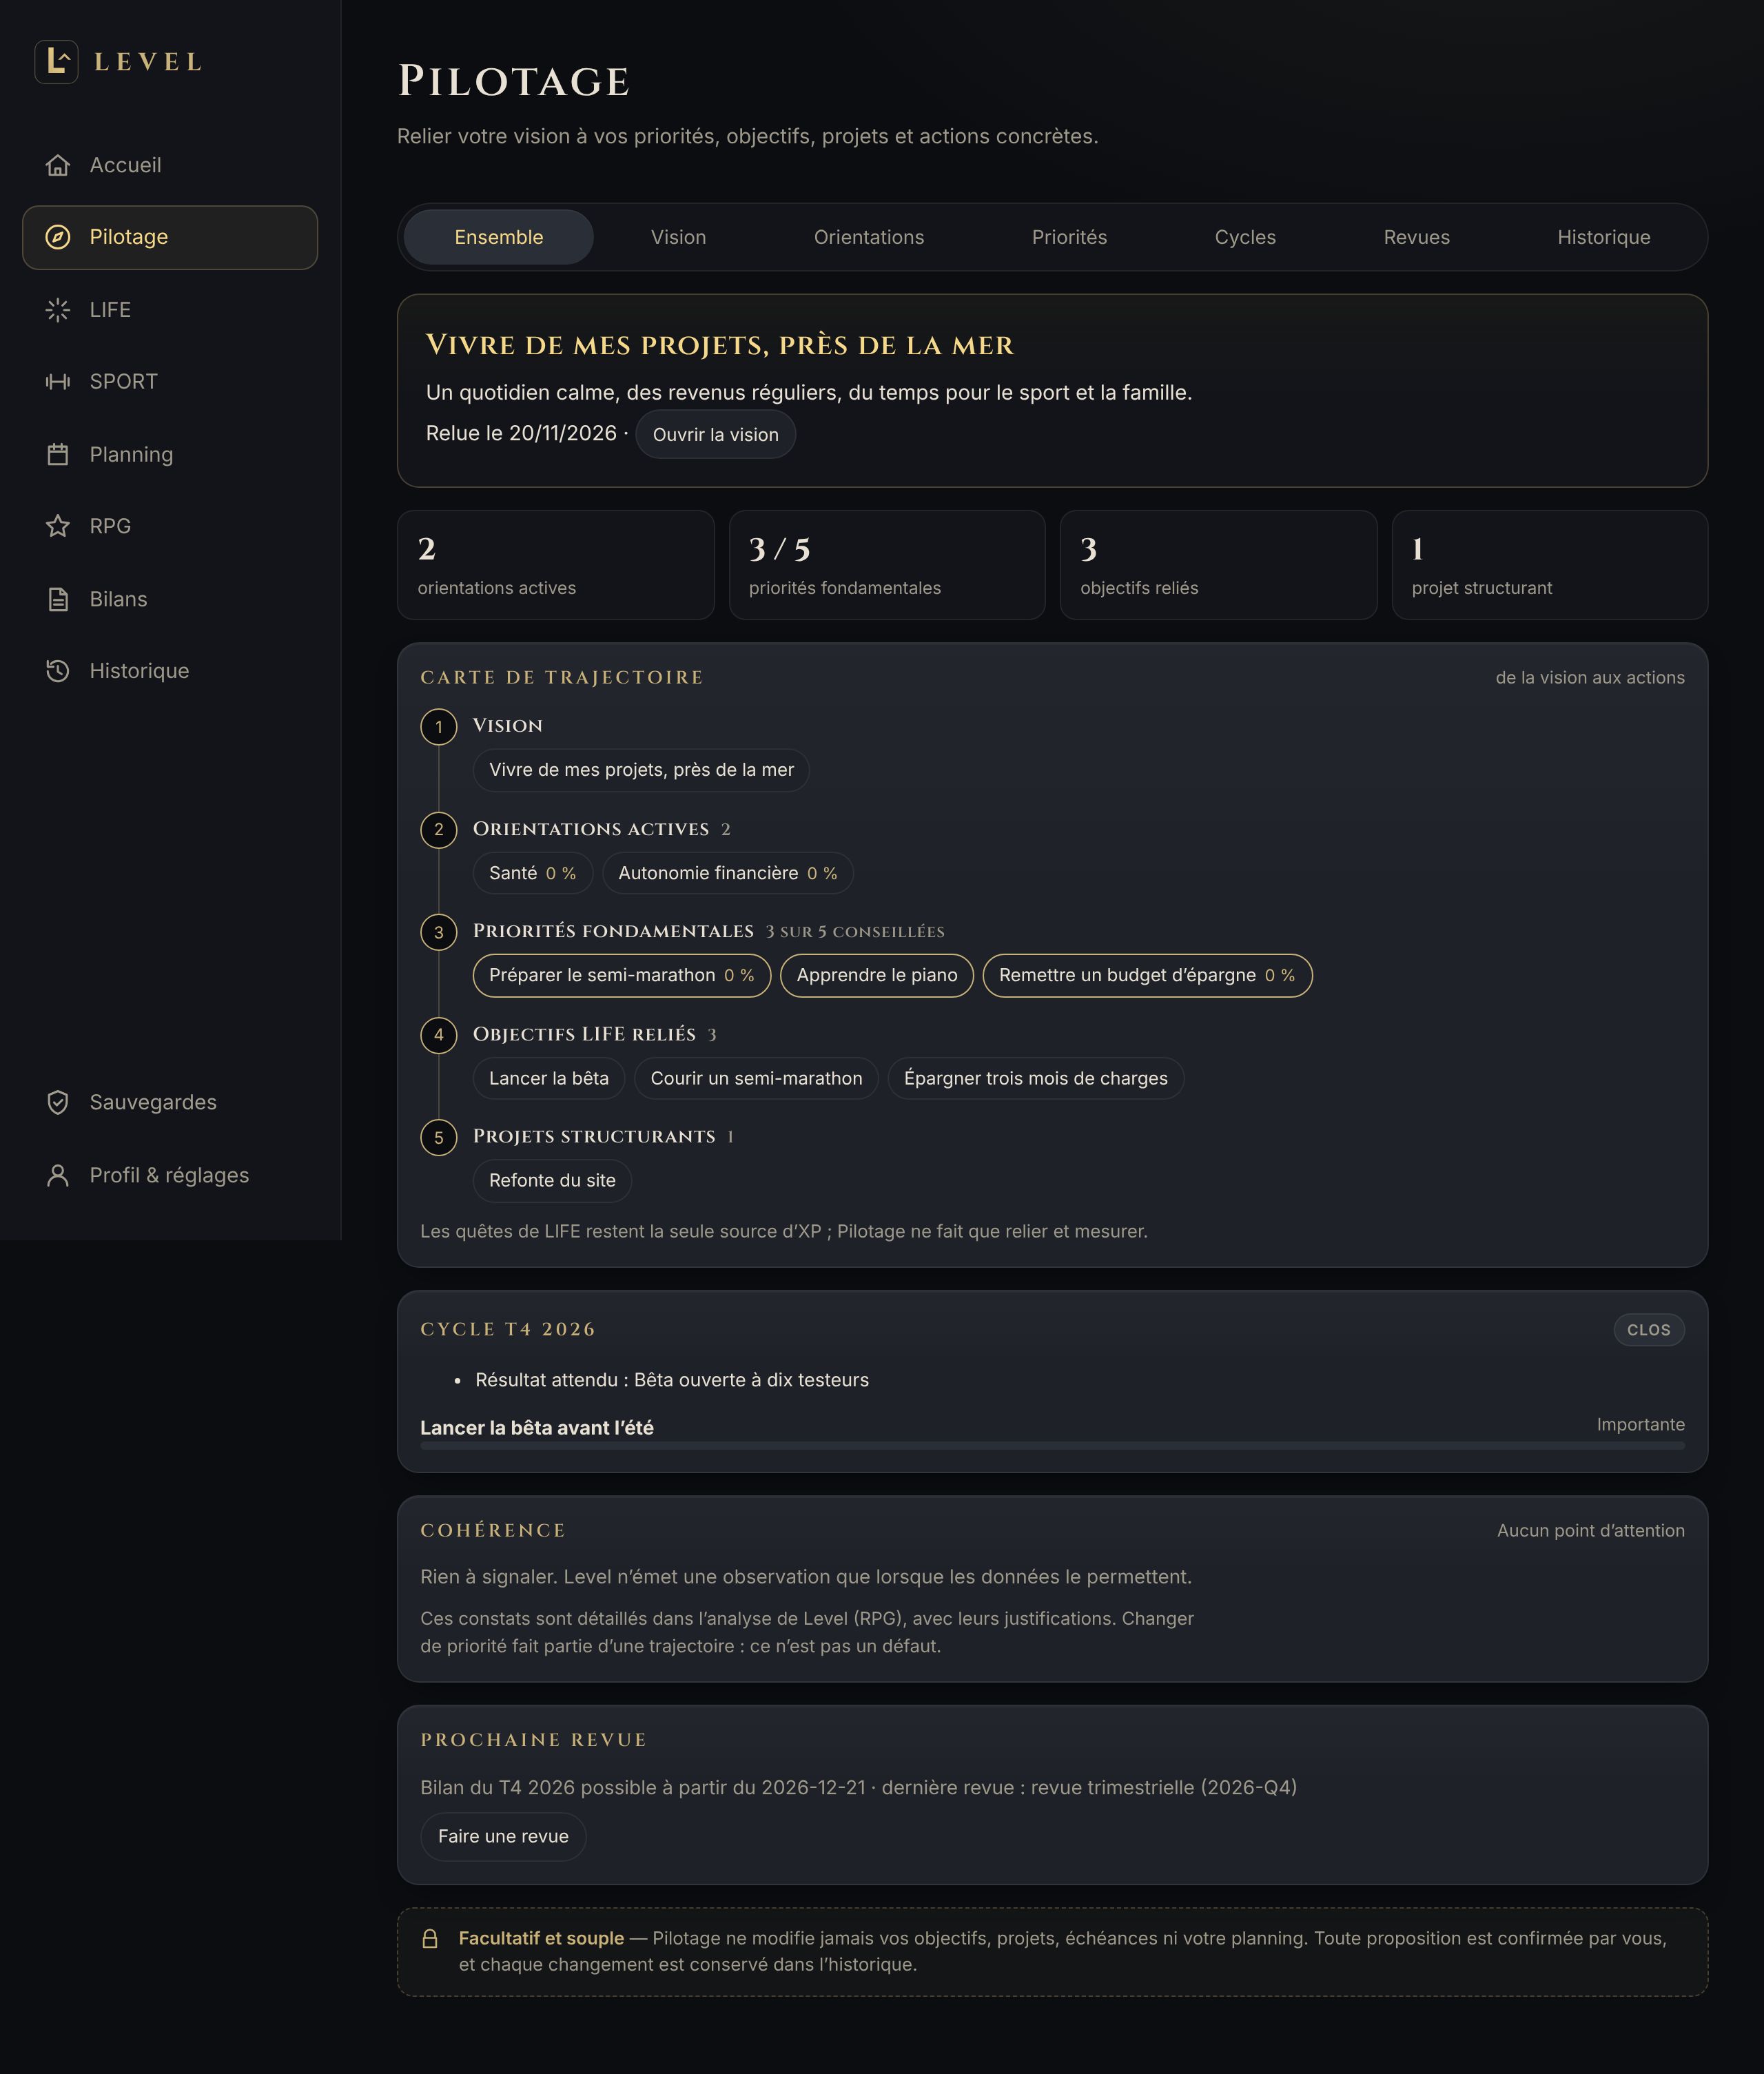 LEVEL
Accueil
Pilotage
LIFE
SPORT
Planning
RPG
Bilans
Historique
Sauvegardes
Profil & réglages
Pilotage
Relier votre vision à vos priorités, objectifs, projets et actions concrètes.
Ensemble Vision Orientations Priorités Cycles Revues Historique
Vivre de mes projets, près de la mer
Un quotidien calme, des revenus réguliers, du temps pour le sport et la famille.
Relue le 20/11/2026 · Ouvrir la vision
2
orientations actives
3 / 5
priorités fondamentales
3
objectifs reliés
1
projet structurant
CARTE DE TRAJECTOIRE de la vision aux actions
1 Vision
Vivre de mes projets, près de la mer
2 Orientations actives 2
Santé 0 % Autonomie financière 0 %
3 Priorités fondamentales 3 sur 5 conseillées
Préparer le semi-marathon 0 % Apprendre le piano Remettre un budget d’épargne 0 %
4 Objectifs LIFE reliés 3
Lancer la bêta Courir un semi-marathon Épargner trois mois de charges
5 Projets structurants 1
Refonte du site
Les quêtes de LIFE restent la seule source d’XP ; Pilotage ne fait que relier et mesurer.
CYCLE T4 2026 CLOS
• Résultat attendu : Bêta ouverte à dix testeurs
Lancer la bêta avant l’été Importante
COHÉRENCE Aucun point d’attention
Rien à signaler. Level n’émet une observation que lorsque les données le permettent.
Ces constats sont détaillés dans l’analyse de Level (RPG), avec leurs justifications. Changer
de priorité fait partie d’une trajectoire : ce n’est pas un défaut.
PROCHAINE REVUE
Bilan du T4 2026 possible à partir du 2026-12-21 · dernière revue : revue trimestrielle (2026-Q4)
Faire une revue
Facultatif et souple — Pilotage ne modifie jamais vos objectifs, projets, échéances ni votre planning. Toute proposition est confirmée par vous,
et chaque changement est conservé dans l’historique.